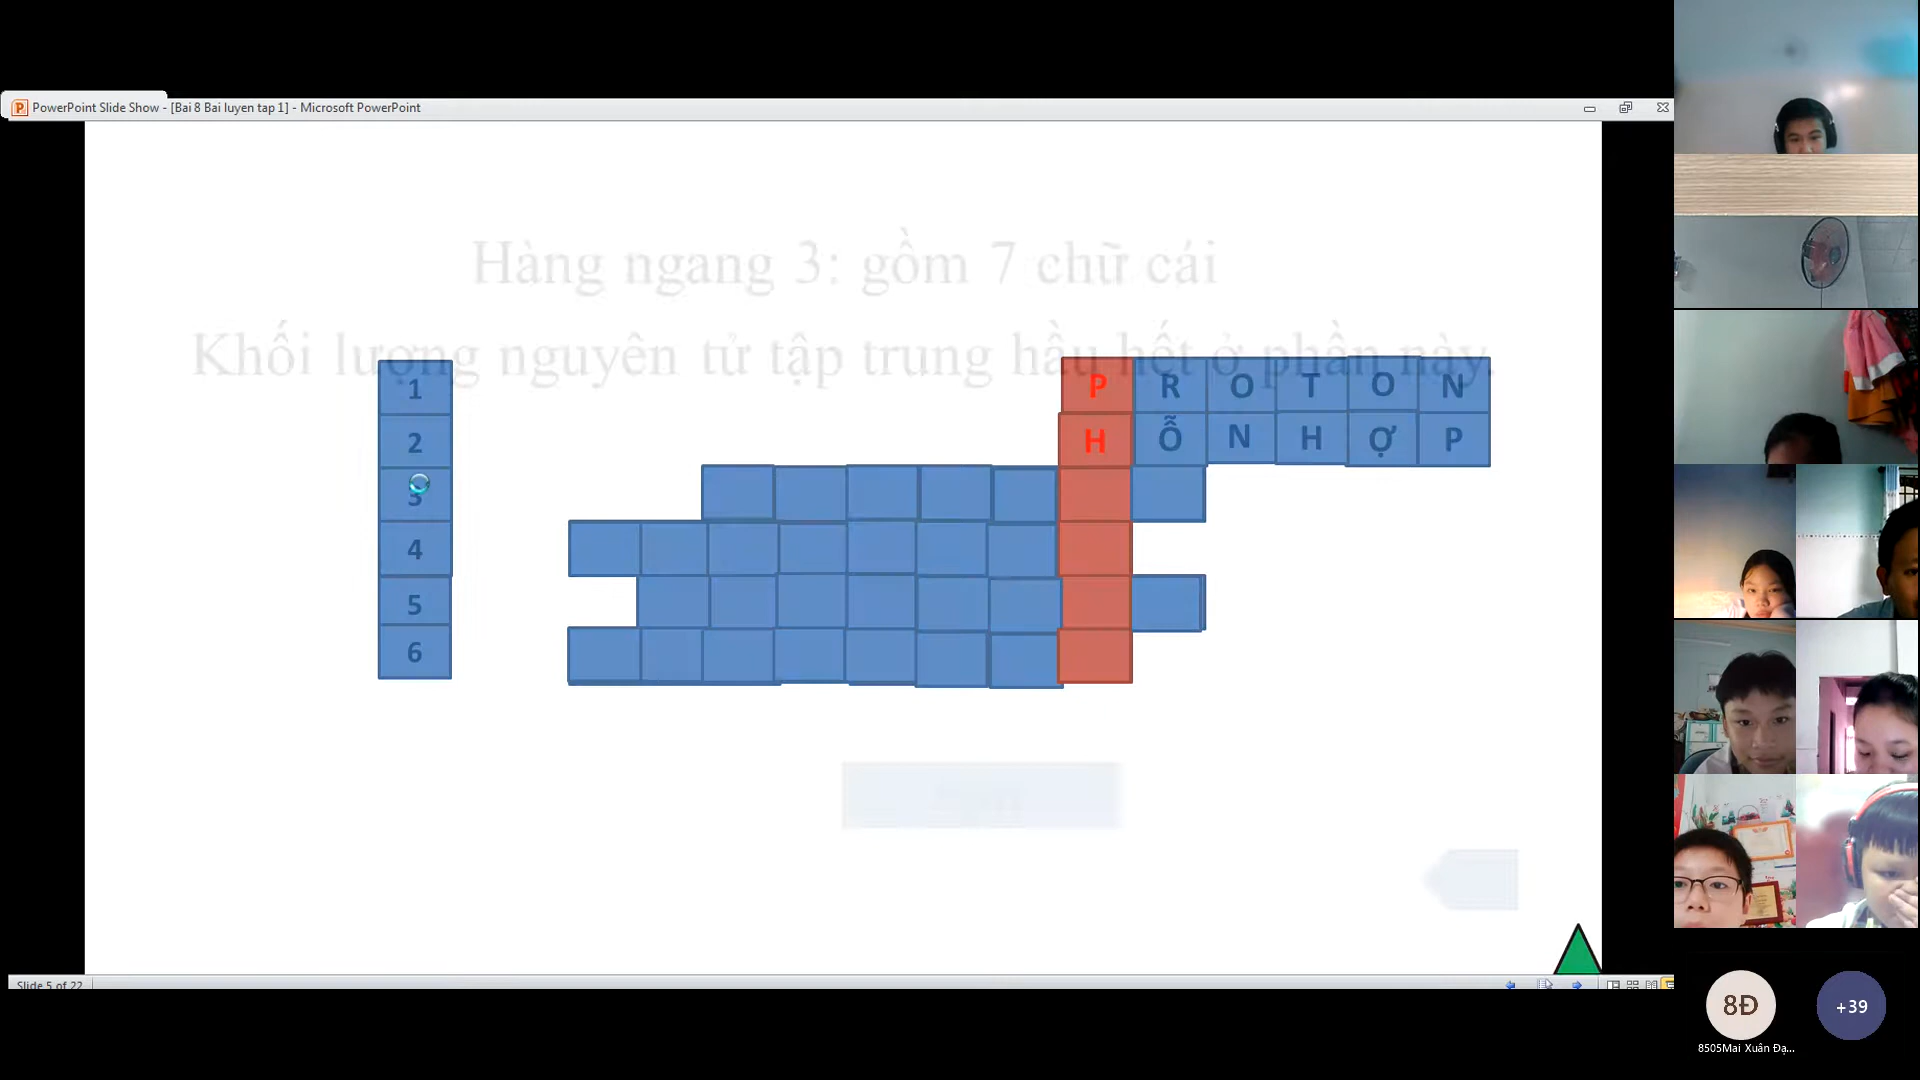 PowerPoint Slide Show - [Bai 8 Bai luyen tap 1] - Microsoft PowerPoint
Hàng ngang 3: gồm 7 chữ cái
Khối lượng nguyên tử tập trung hầu hết ở phần này.
1
P R O T O N
2
H Ỗ N H Ợ P
3
4
5
6
Slide 5 of 22
8Đ
+39
8505Mai Xuân Đạ...